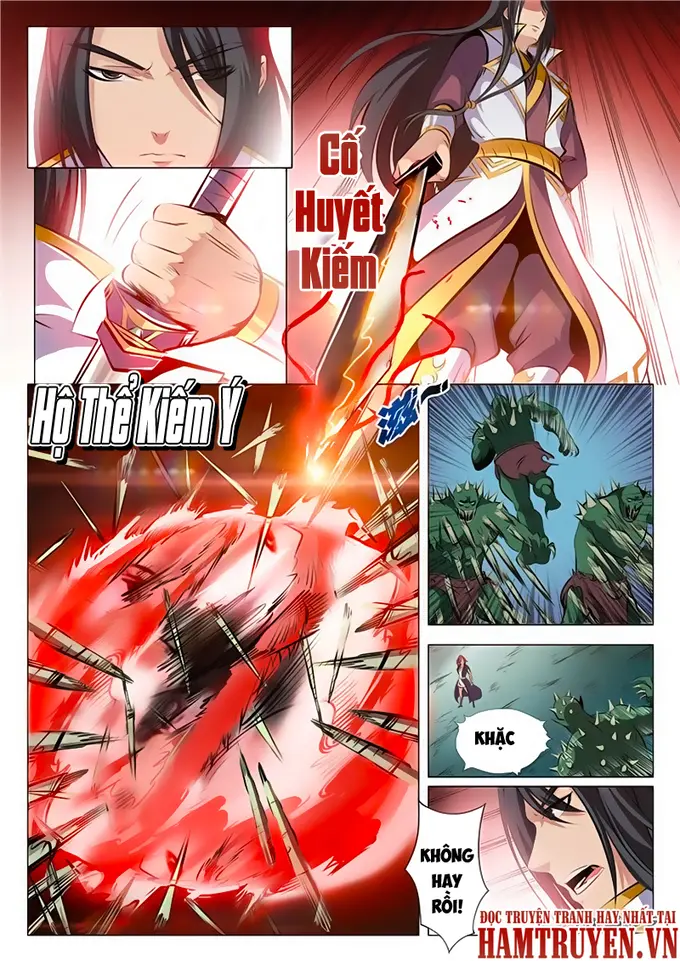 Cố
Huyết
Kiếm
Hộ Thể Kiếm Ý
KHẶC
KHÔNG
HAY
RỒI!
ĐỌC TRUYỆN TRANH HAY NHẤT TẠI
HAMTRUYEN.VN